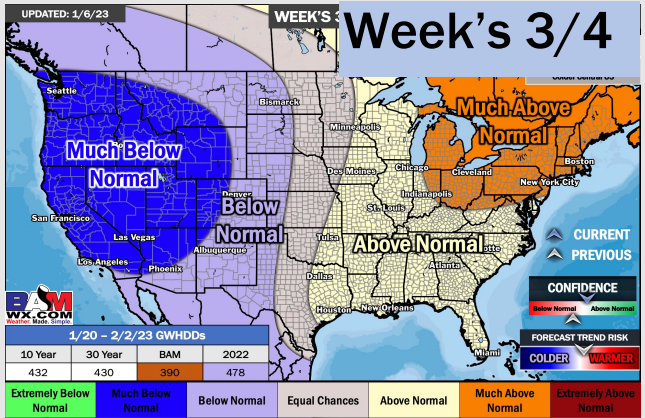 UPDATED: 1/6/23
WEEK'S 3
Week's 3/4
Seattle
Bismarck
Minneapolis
Much Above
Normal
Much Below
Normal
Boston
Chicago
Cleveland
New York City
Des Moines
Indianapolis
Denver
Below
Normal
St. Louis
San Francisco
Las Vegas
Albuquerque
Tulsa
Above Normal
Atlanta
Los Angeles
Phoenix
Dallas
Houston
New Orleans
Miami
CURRENT
PREVIOUS
CONFIDENCE
Below Normal
Above Normal
FORECAST TREND RISK
COLDER
WARMER
BAM
WX.COM
Weather. Made. Simple.
1/20 – 2/2/23 GWHDDs
10 Year 30 Year BAM 2022
432 430 390 478
Extremely Below
Normal
Much Below
Normal
Below Normal
Equal Chances
Above Normal
Much Above
Normal
Extremely Above
Normal